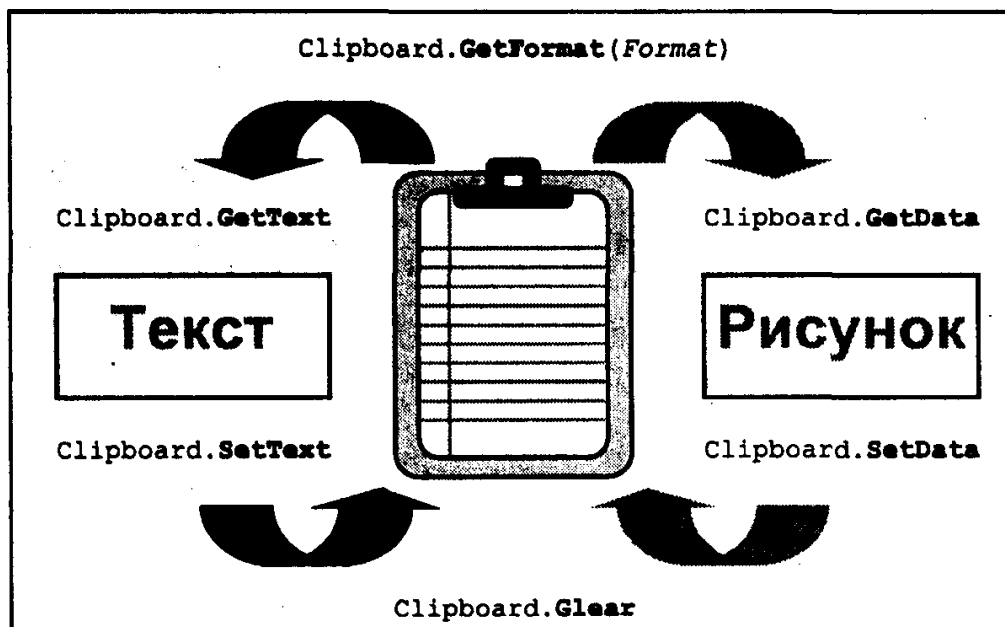 Clipboard.GetFormat(Format)
Clipboard.GetText
Clipboard.GetData
Текст
Рисунок
Clipboard.SetText
Clipboard.SetData
Clipboard.Glear